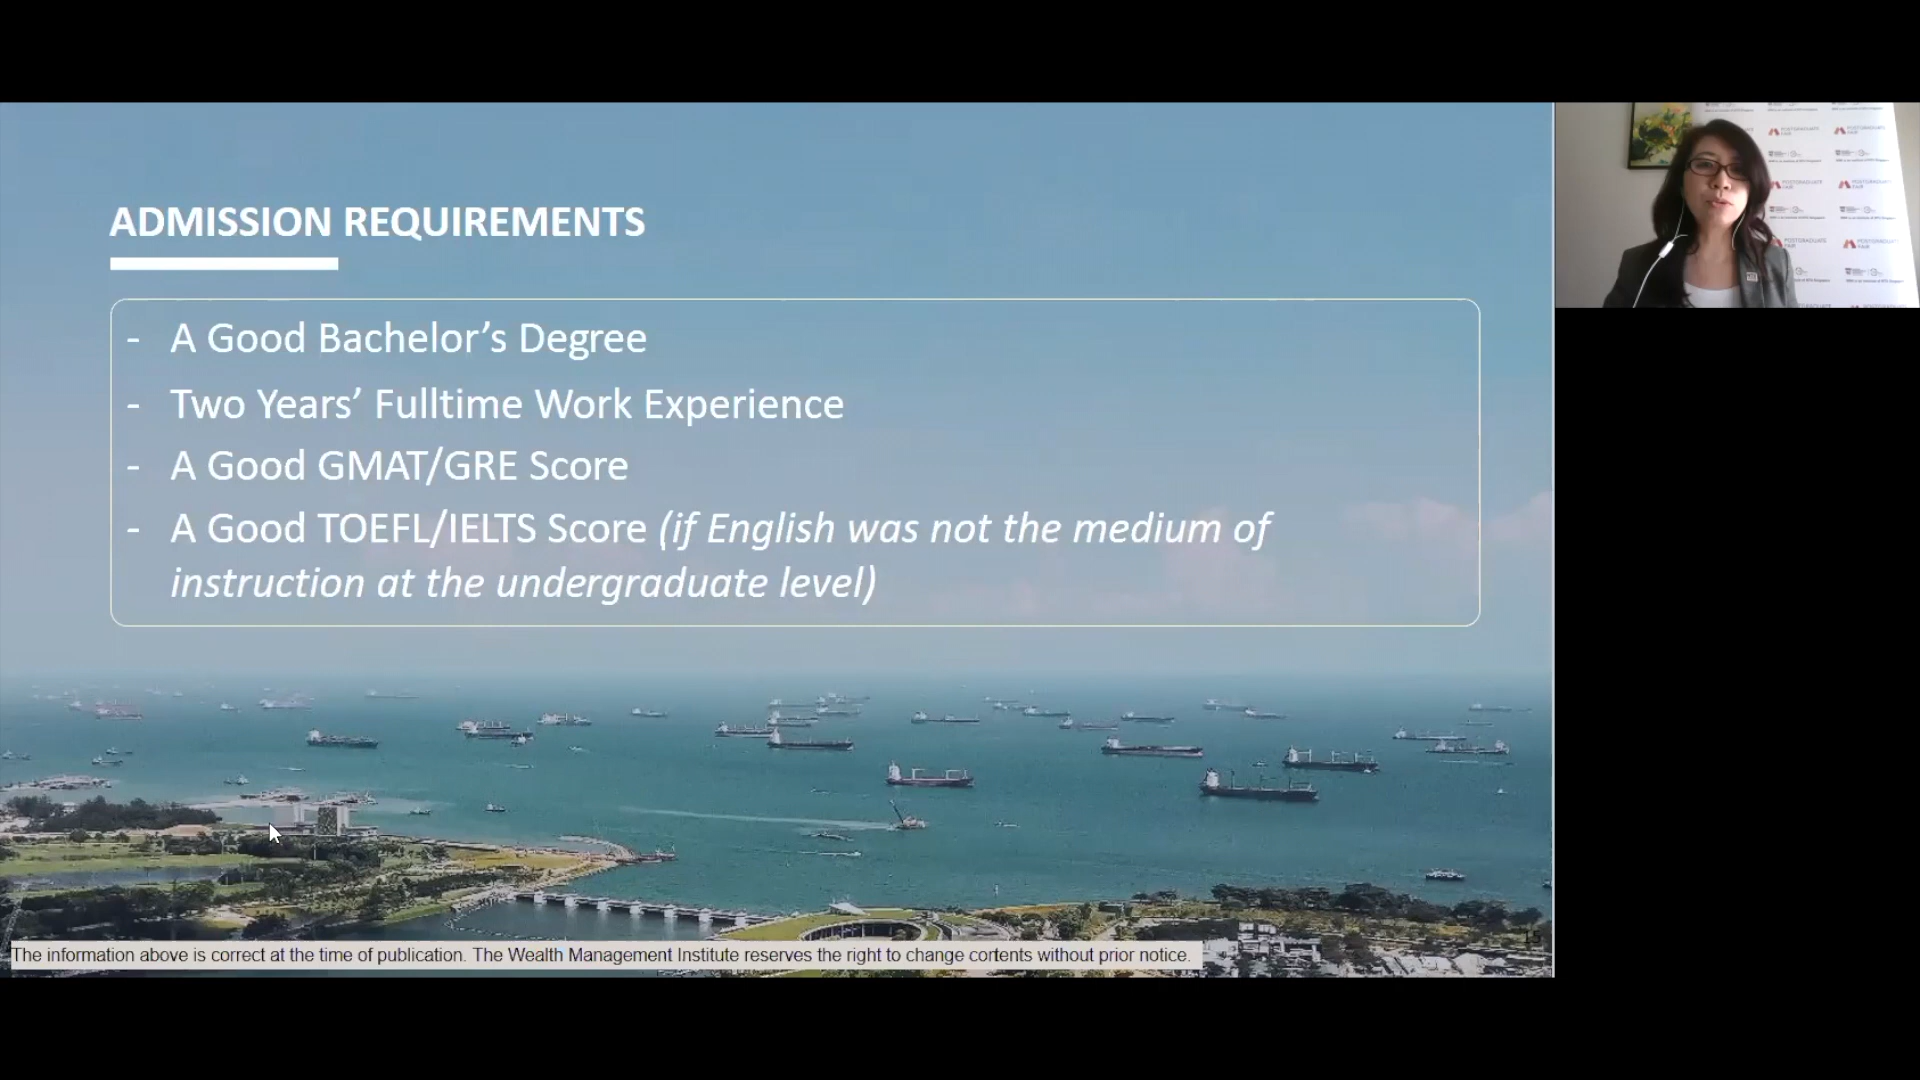 ADMISSION REQUIREMENTS
- A Good Bachelor’s Degree
- Two Years’ Fulltime Work Experience
- A Good GMAT/GRE Score
- A Good TOEFL/IELTS Score (if English was not the medium of
instruction at the undergraduate level)
The information above is correct at the time of publication. The Wealth Management Institute reserves the right to change contents without prior notice.
POSTGRADUATE
FAIR